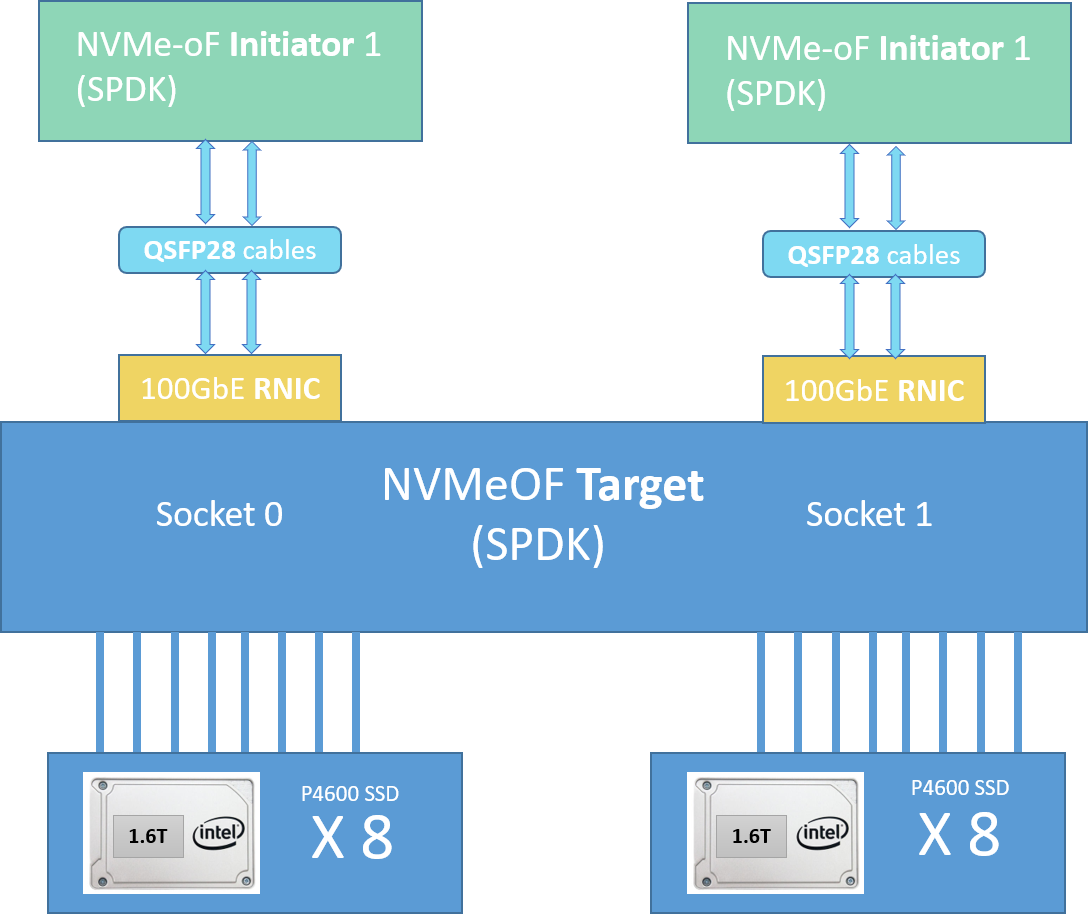 NVMe-oF Initiator 1
(SPDK)
NVMe-oF Initiator 1
(SPDK)
QSFP28 cables
QSFP28 cables
100GbE RNIC
100GbE RNIC
NVMeOF Target
(SPDK)
Socket 0
Socket 1
1.6T
intel
P4600 SSD
X 8
1.6T
intel
P4600 SSD
X 8